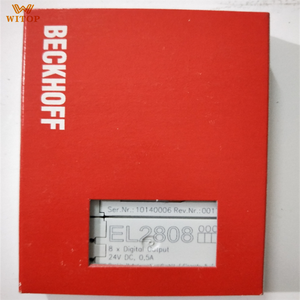 WITOP
BECKHOFF
Ser.Nr.: 10140006 Rev Nr.:001
EL2808
8 x Digital Output
24V DC, 0.5A